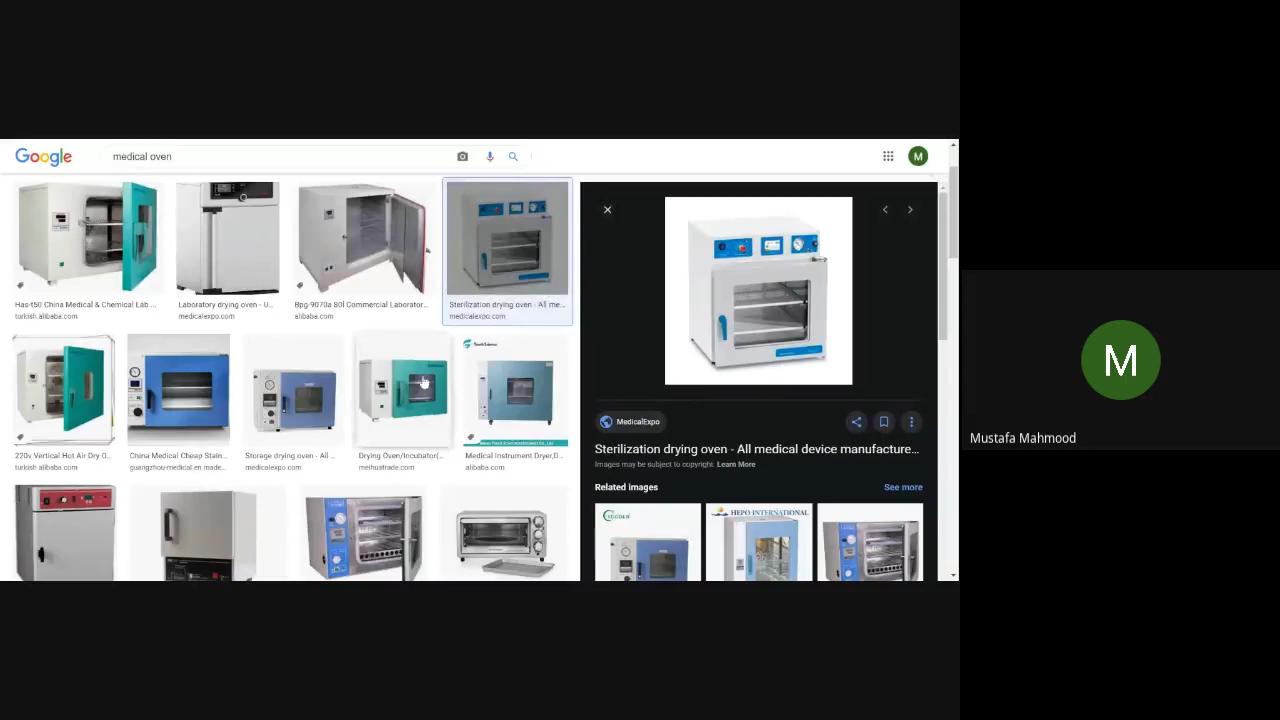 Google
medical oven
M
Has-t50 China Medical & Chemical Lab ...
turkish.alibaba.com
Laboratory drying oven - U...
medicalexpo.com
Bpg-9070a 80l Commercial Laborator...
alibaba.com
Sterilization drying oven - All me...
medicalexpo.com
220v Vertical Hot Air Dry O...
turkish.alibaba.com
China Medical Cheap Stain...
guangzhou-medical.en.made...
Storage drying oven - All ...
medicalexpo.com
Drying Oven/Incubator(...
meihuatrade.com
Medical Instrument Dryer,D...
alibaba.com
MedicalExpo
Sterilization drying oven - All medical device manufacture...
Images may be subject to copyright. Learn More
Related images
See more
HEPO INTERNATIONAL
M
Mustafa Mahmood